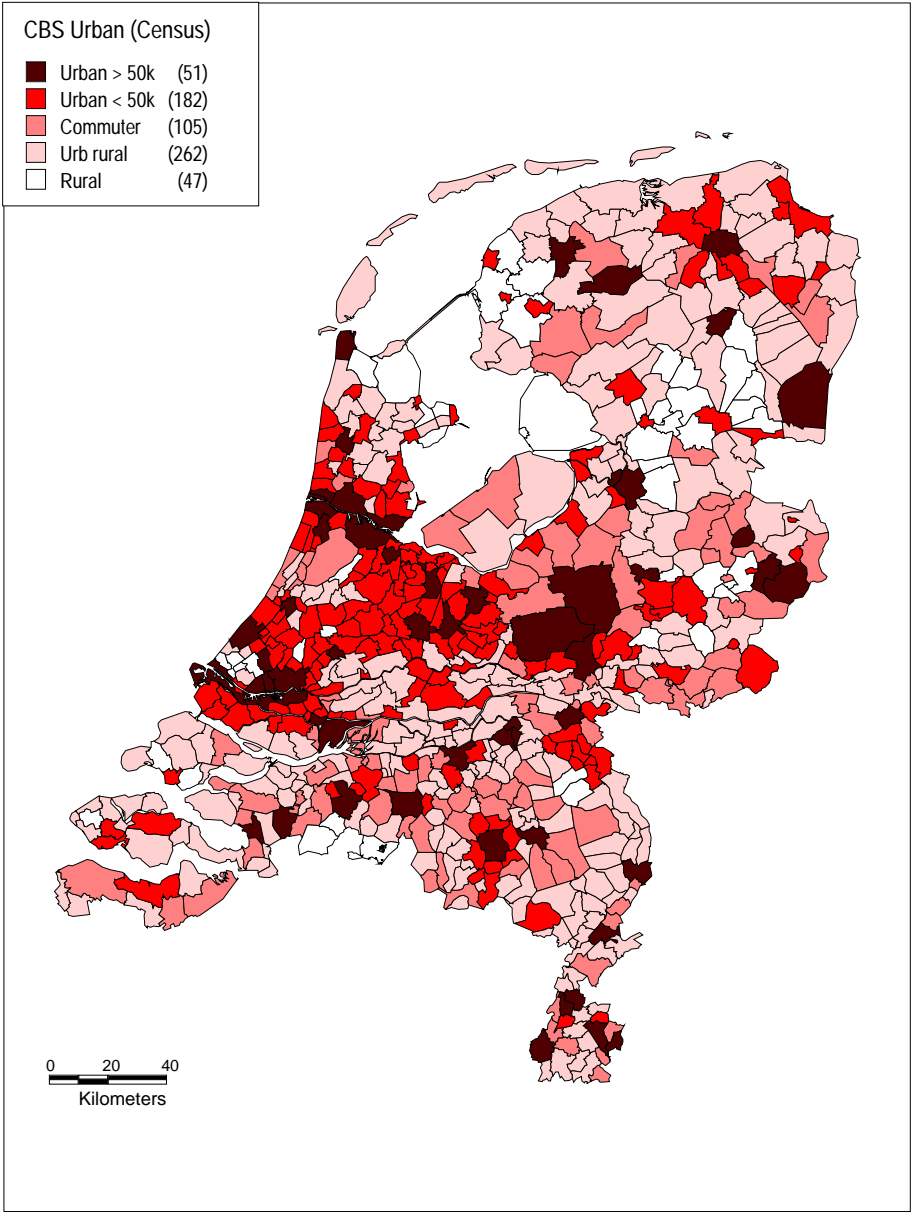 CBS Urban (Census)
Urban > 50k (51)
Urban < 50k (182)
Commuter (105)
Urb rural (262)
Rural (47)
0 20 40
Kilometers